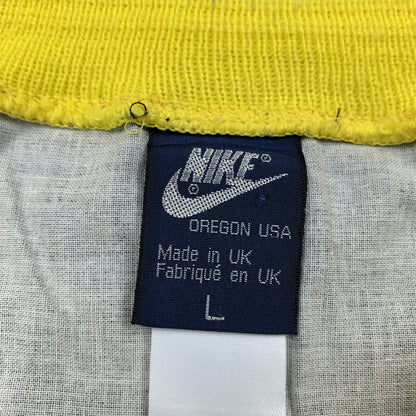 NIKE®
®
OREGON USA
Made in UK
Fabriqué en UK
L